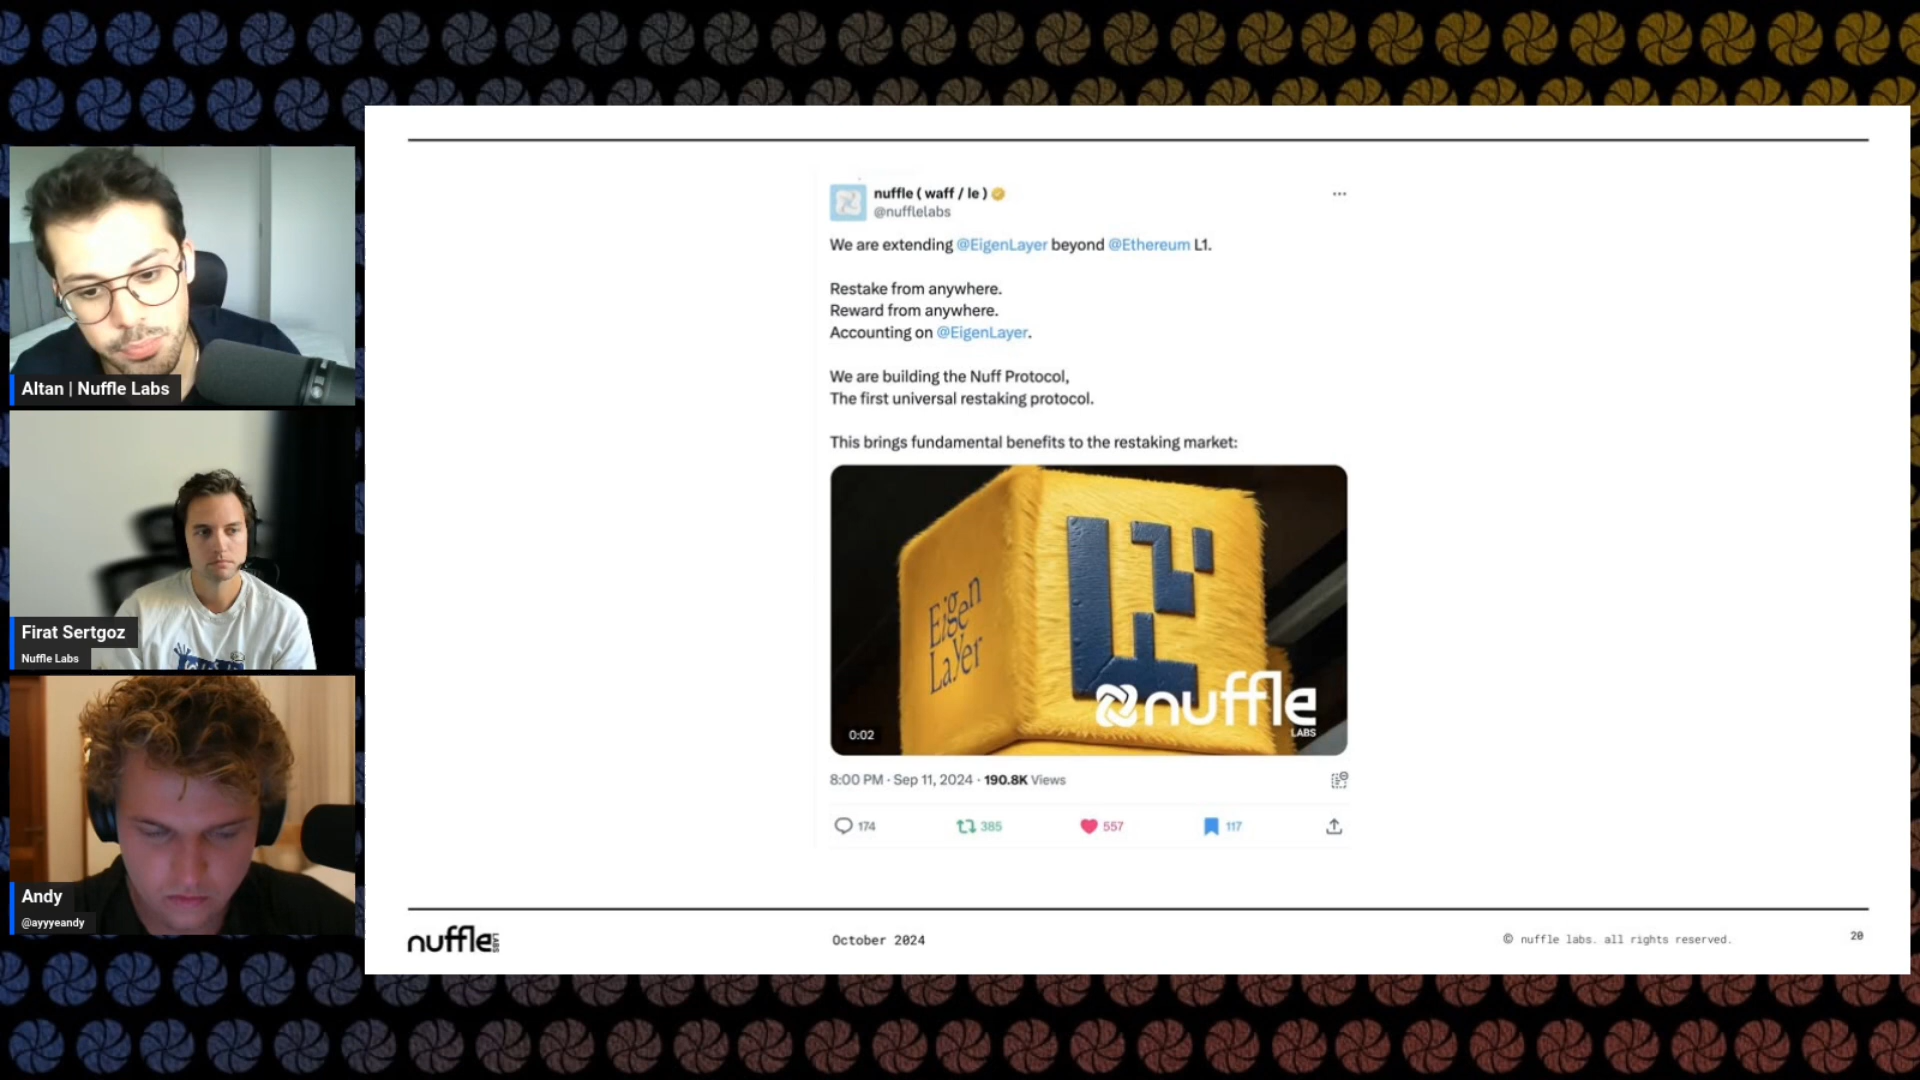 Altan | Nuffle Labs
Firat Sertgoz
Nuffle Labs
Andy
@ayyyeandy
nuffle ( waff / le )
@nufflelabs
We are extending @EigenLayer beyond @Ethereum L1.
Restake from anywhere.
Reward from anywhere.
Accounting on @EigenLayer.
We are building the Nuff Protocol,
The first universal restaking protocol.
This brings fundamental benefits to the restaking market:
Eigen
Layer
nuffle
LABS
0:02
8:00 PM · Sep 11, 2024 · 190.8K Views
174 385 557 117
nuffle LABS
October 2024
© nuffle labs. all rights reserved.
20